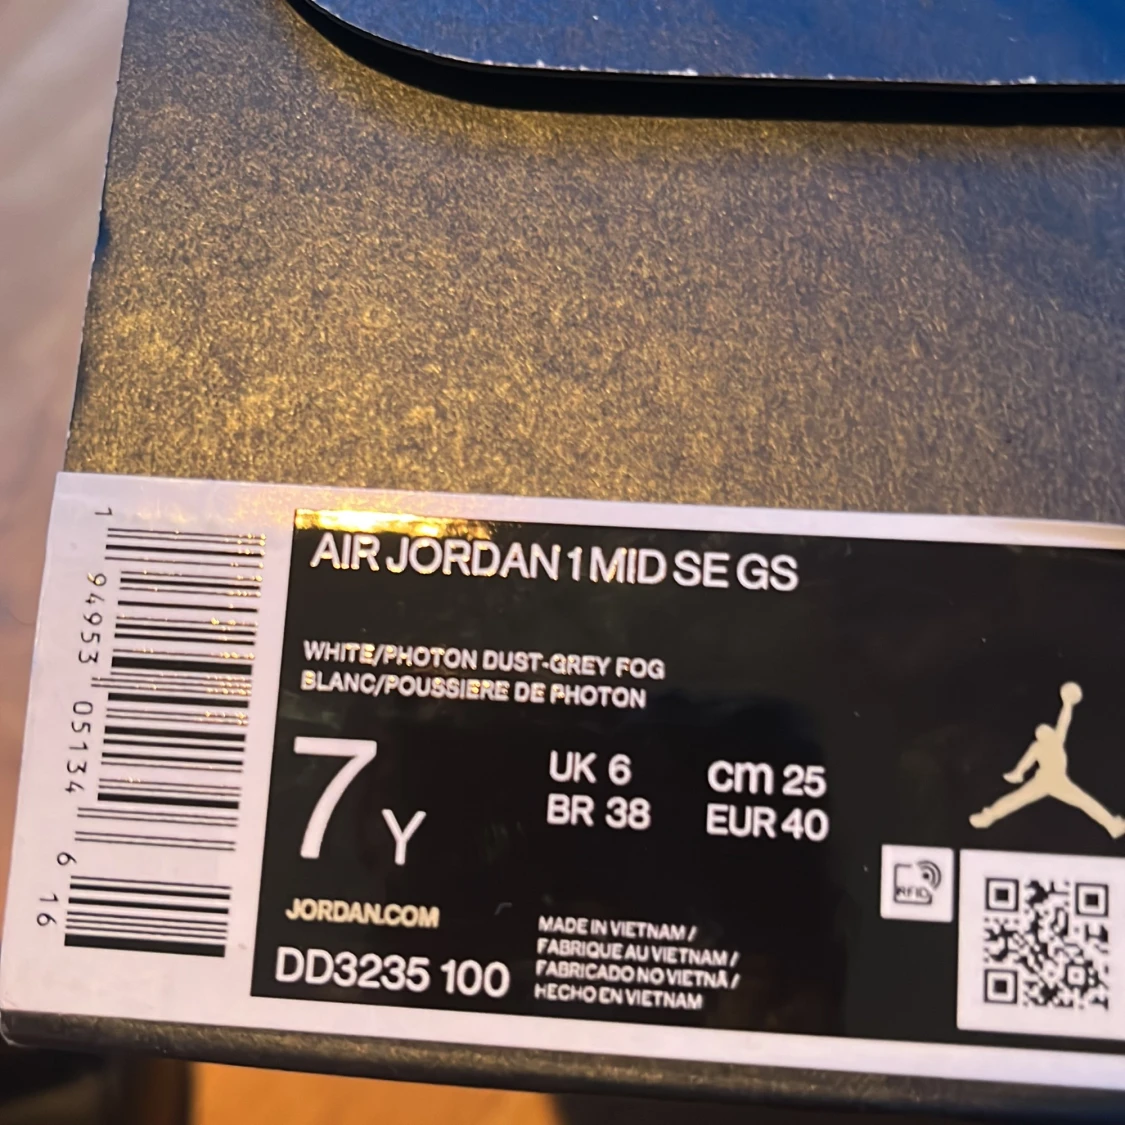 AIR JORDAN 1 MID SE GS
WHITE/PHOTON DUST-GREY FOG
BLANC/POUSSIERE DE PHOTON
7 Y
UK 6
BR 38
cm 25
EUR 40
JORDAN.COM
DD3235 100
MADE IN VIETNAM /
FABRIQUE AU VIETNAM /
FABRICADO NO VIETNÃ /
HECHO EN VIETNAM
RFID
1 94953 05134 6 16